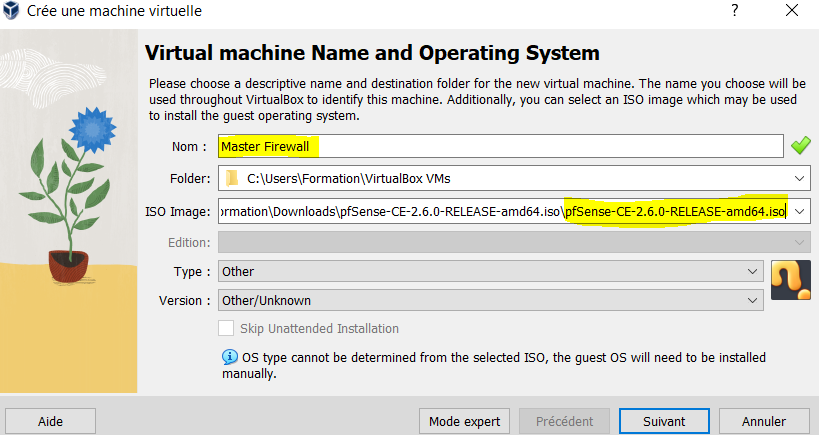 Crée une machine virtuelle
Virtual machine Name and Operating System
Please choose a descriptive name and destination folder for the new virtual machine. The name you choose will be
used throughout VirtualBox to identify this machine. Additionally, you can select an ISO image which may be used
to install the guest operating system.
Nom : Master Firewall
Folder: C:\Users\Formation\VirtualBox VMs
ISO Image: ormation\Downloads\pfSense-CE-2.6.0-RELEASE-amd64.iso\pfSense-CE-2.6.0-RELEASE-amd64.iso
Edition:
Type : Other
Version : Other/Unknown
Skip Unattended Installation
OS type cannot be determined from the selected ISO, the guest OS will need to be installed
manually.
Aide Mode expert Précédent Suivant Annuler